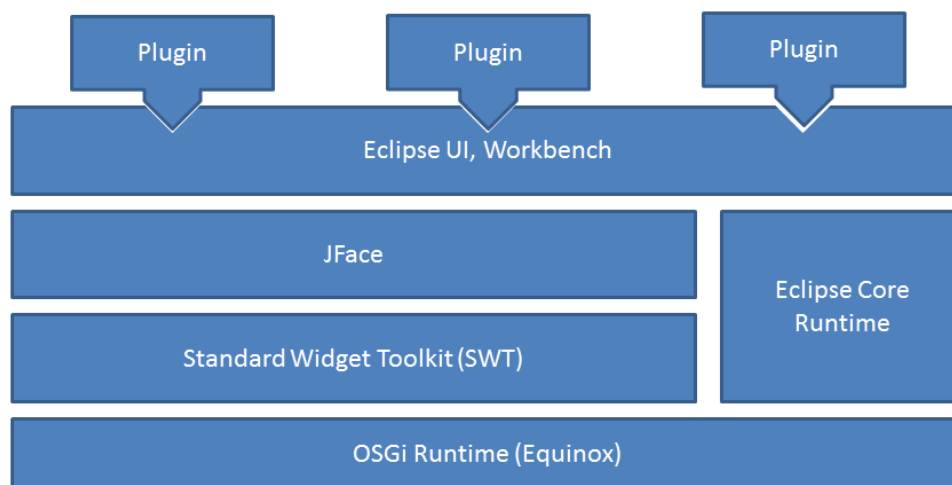 Plugin
Plugin
Plugin
Eclipse UI, Workbench
JFace
Eclipse Core
Runtime
Standard Widget Toolkit (SWT)
OSGi Runtime (Equinox)